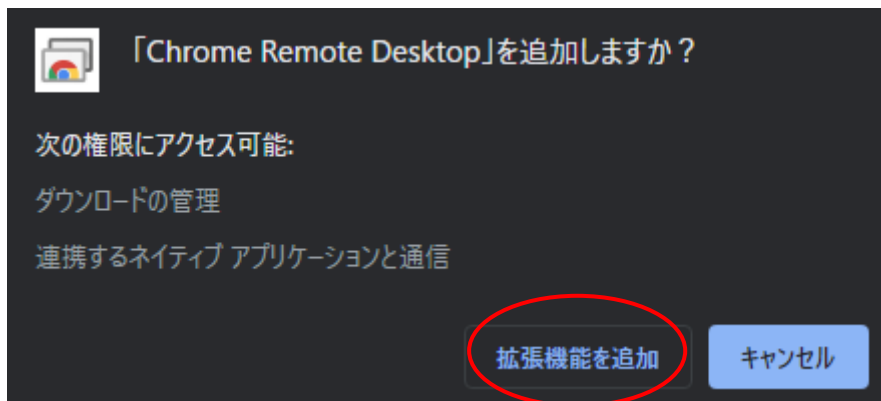 「Chrome Remote Desktop」を追加しますか？
次の権限にアクセス可能:
ダウンロードの管理
連携するネイティブ アプリケーションと通信
拡張機能を追加
キャンセル